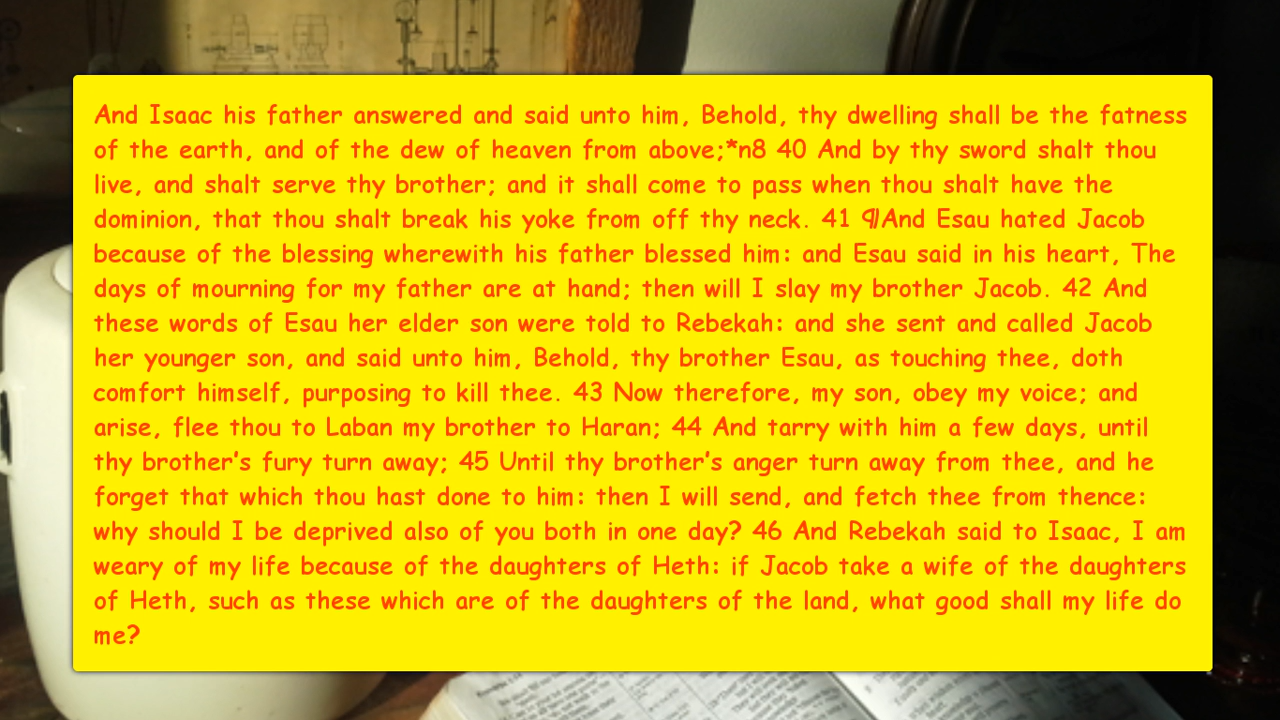 And Isaac his father answered and said unto him, Behold, thy dwelling shall be the fatness
of the earth, and of the dew of heaven from above;*n8 40 And by thy sword shalt thou
live, and shalt serve thy brother; and it shall come to pass when thou shalt have the
dominion, that thou shalt break his yoke from off thy neck. 41 ¶And Esau hated Jacob
because of the blessing wherewith his father blessed him: and Esau said in his heart, The
days of mourning for my father are at hand; then will I slay my brother Jacob. 42 And
these words of Esau her elder son were told to Rebekah: and she sent and called Jacob
her younger son, and said unto him, Behold, thy brother Esau, as touching thee, doth
comfort himself, purposing to kill thee. 43 Now therefore, my son, obey my voice; and
arise, flee thou to Laban my brother to Haran; 44 And tarry with him a few days, until
thy brother's fury turn away; 45 Until thy brother's anger turn away from thee, and he
forget that which thou hast done to him: then I will send, and fetch thee from thence:
why should I be deprived also of you both in one day? 46 And Rebekah said to Isaac, I am
weary of my life because of the daughters of Heth: if Jacob take a wife of the daughters
of Heth, such as these which are of the daughters of the land, what good shall my life do
me?